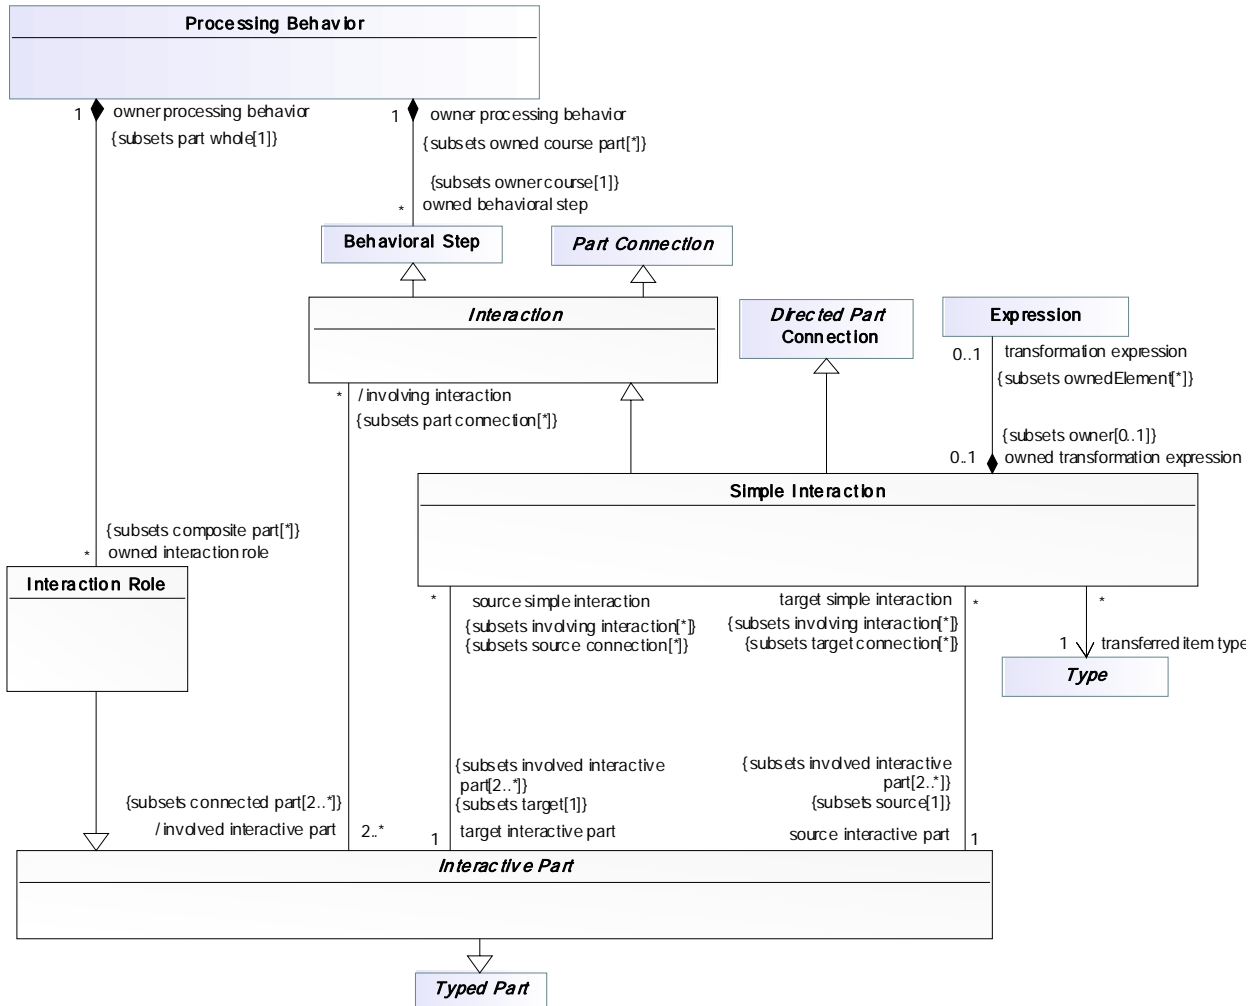 Processing Behavior
1
owner processing behavior
{subsets part whole[1]}
1
owner processing behavior
{subsets owned course part[*]}
{subsets owner course[1]}
*
owned behavioral step
Behavioral Step
Part Connection
Interaction
Directed Part
Connection
Expression
0..1
transformation expression
{subsets ownedElement[*]}
*
/ involving interaction
{subsets part connection[*]}
{subsets owner[0..1]}
0..1
owned transformation expression
Simple Interaction
{subsets composite part[*]}
*
owned interaction role
Interaction Role
*
source simple interaction
{subsets involving interaction[*]}
{subsets source connection[*]}
target simple interaction
*
{subsets involving interaction[*]}
{subsets target connection[*]}
*
1
transferred item type
Type
{subsets involved interactive
part[2..*]}
{subsets target[1]}
{subsets involved interactive
part[2..*]}
{subsets source[1]}
{subsets connected part[2..*]}
/ involved interactive part
2..*
1
target interactive part
source interactive part
1
Interactive Part
Typed Part